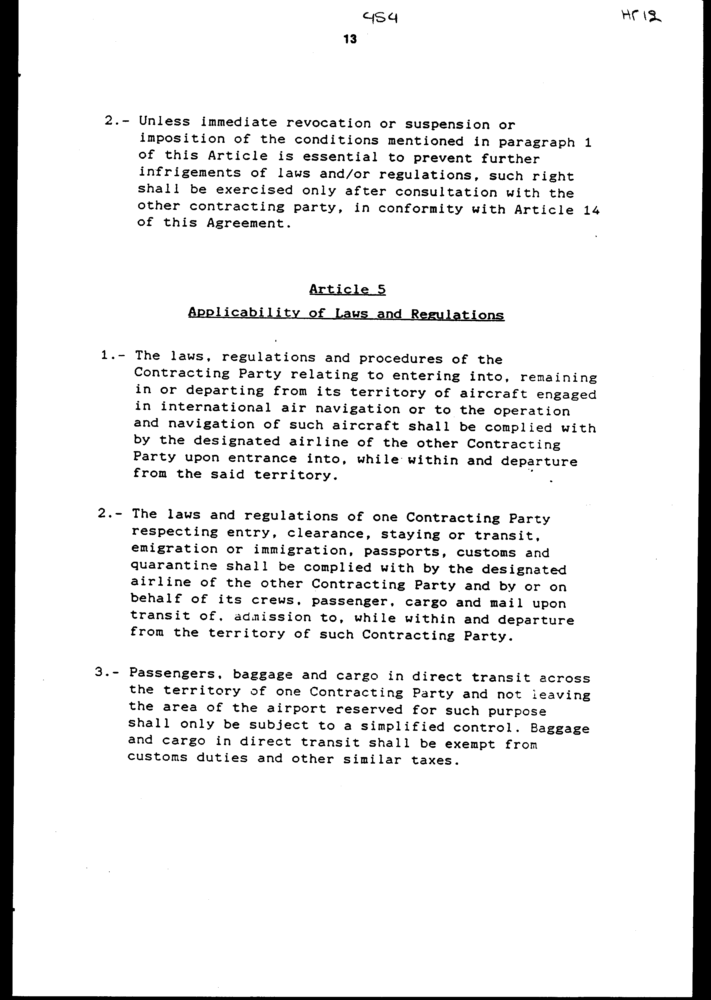 454
13
2.- Unless immediate revocation or suspension or
imposition of the conditions mentioned in paragraph 1
of this Article is essential to prevent further
infrigements of laws and/or regulations, such right
shall be exercised only after consultation with the
other contracting party, in conformity with Article 14
of this Agreement.
Article 5
Applicability of Laws and Regulations
1.- The laws, regulations and procedures of the
Contracting Party relating to entering into, remaining
in or departing from its territory of aircraft engaged
in international air navigation or to the operation
and navigation of such aircraft shall be complied with
by the designated airline of the other Contracting
Party upon entrance into, while within and departure
from the said territory.
2.- The laws and regulations of one Contracting Party
respecting entry, clearance, staying or transit,
emigration or immigration, passports, customs and
quarantine shall be complied with by the designated
airline of the other Contracting Party and by or on
behalf of its crews, passenger, cargo and mail upon
transit of, admission to, while within and departure
from the territory of such Contracting Party.
3.- Passengers, baggage and cargo in direct transit across
the territory of one Contracting Party and not leaving
the area of the airport reserved for such purpose
shall only be subject to a simplified control. Baggage
and cargo in direct transit shall be exempt from
customs duties and other similar taxes.